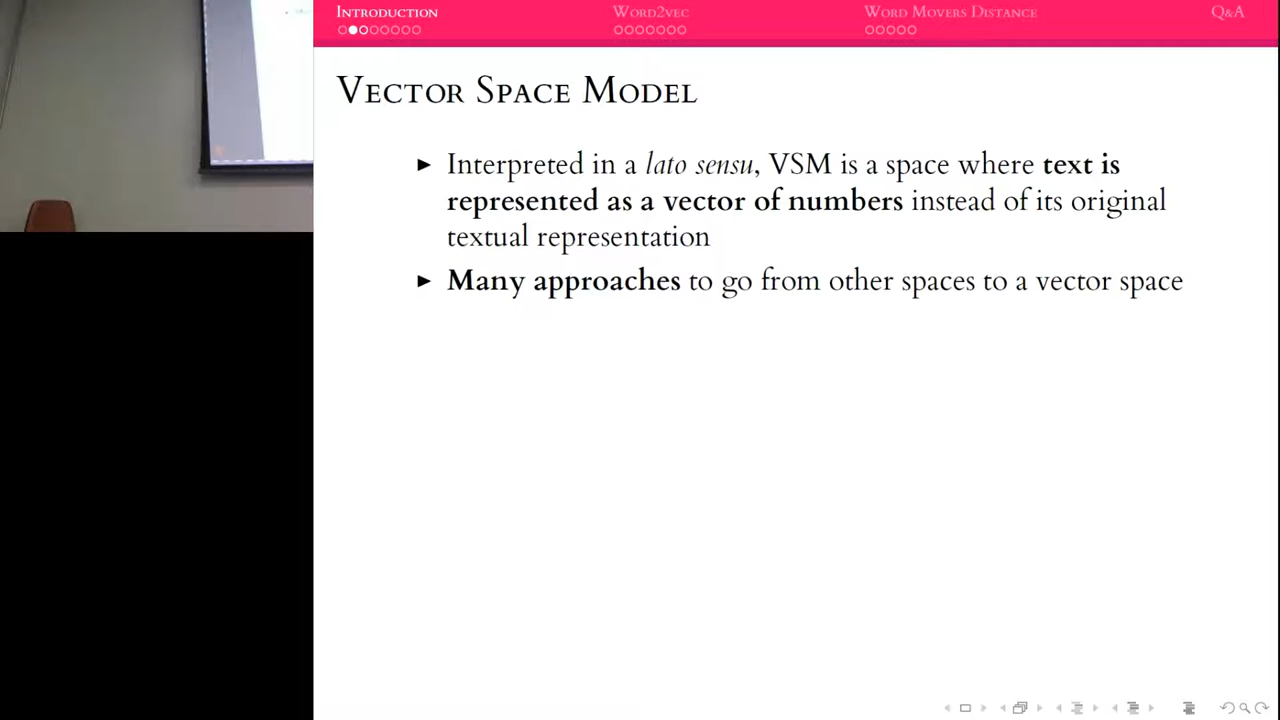 Introduction Word2vec Word Movers Distance Q&A
Vector Space Model
Interpreted in a lato sensu, VSM is a space where text is
represented as a vector of numbers instead of its original
textual representation
Many approaches to go from other spaces to a vector space